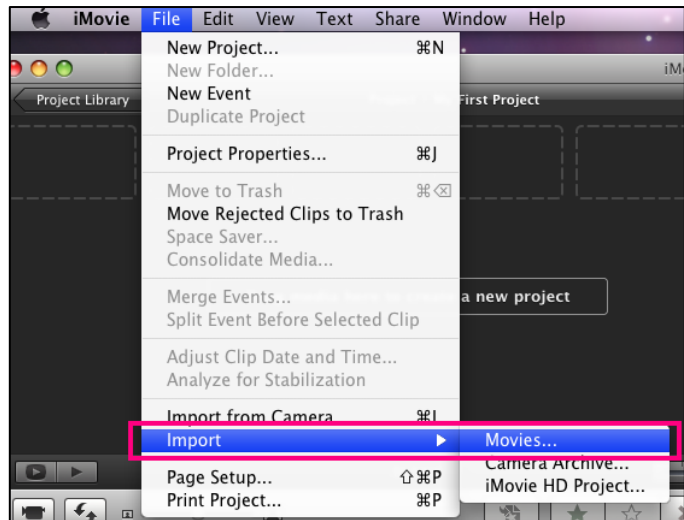 iMovie File Edit View Text Share Window Help
New Project... ⌘N
New Folder...
iM
New Event
Project Library
First Project
Duplicate Project
Project Properties... ⌘J
Move to Trash ⌘⌫
Move Rejected Clips to Trash
Space Saver...
Consolidate Media...
Merge Events...
a new project
Split Event Before Selected Clip
Adjust Clip Date and Time...
Analyze for Stabilization
Import from Camera ⌘I
Import
Movies...
Camera Archive...
iMovie HD Project...
Page Setup... ⇧⌘P
Print Project... ⌘P